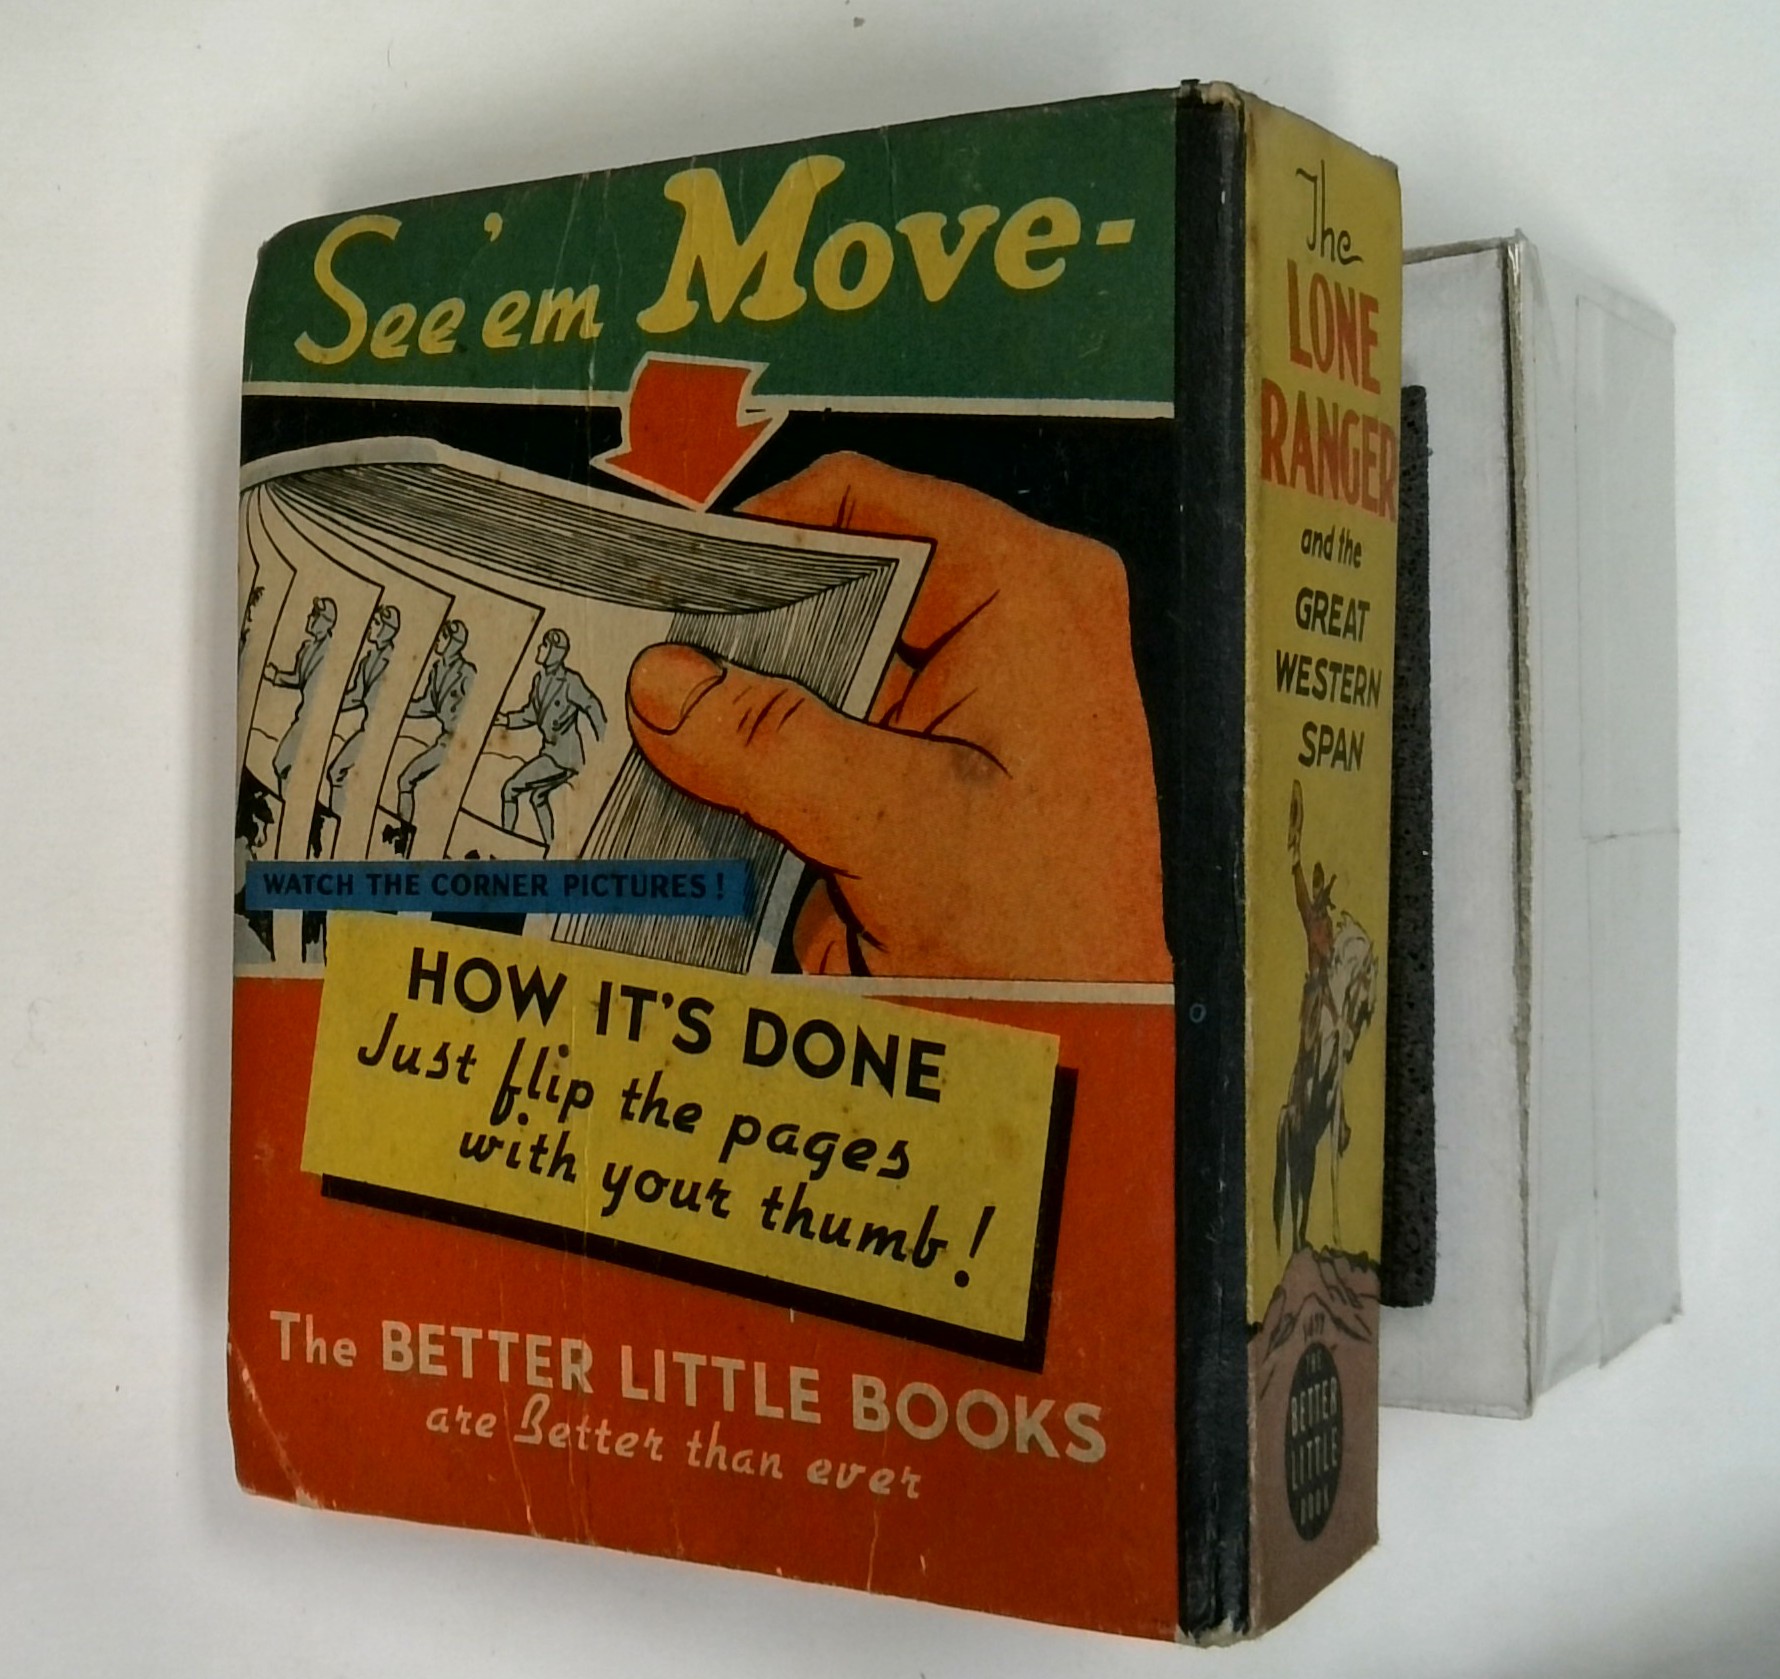 See 'em Move-
WATCH THE CORNER PICTURES!
HOW IT'S DONE
Just flip the pages
with your thumb!
The BETTER LITTLE BOOKS
are Better than ever
The
LONE
RANGER
and the
GREAT
WESTERN
SPAN
1477
THE
BETTER
LITTLE
BOOK